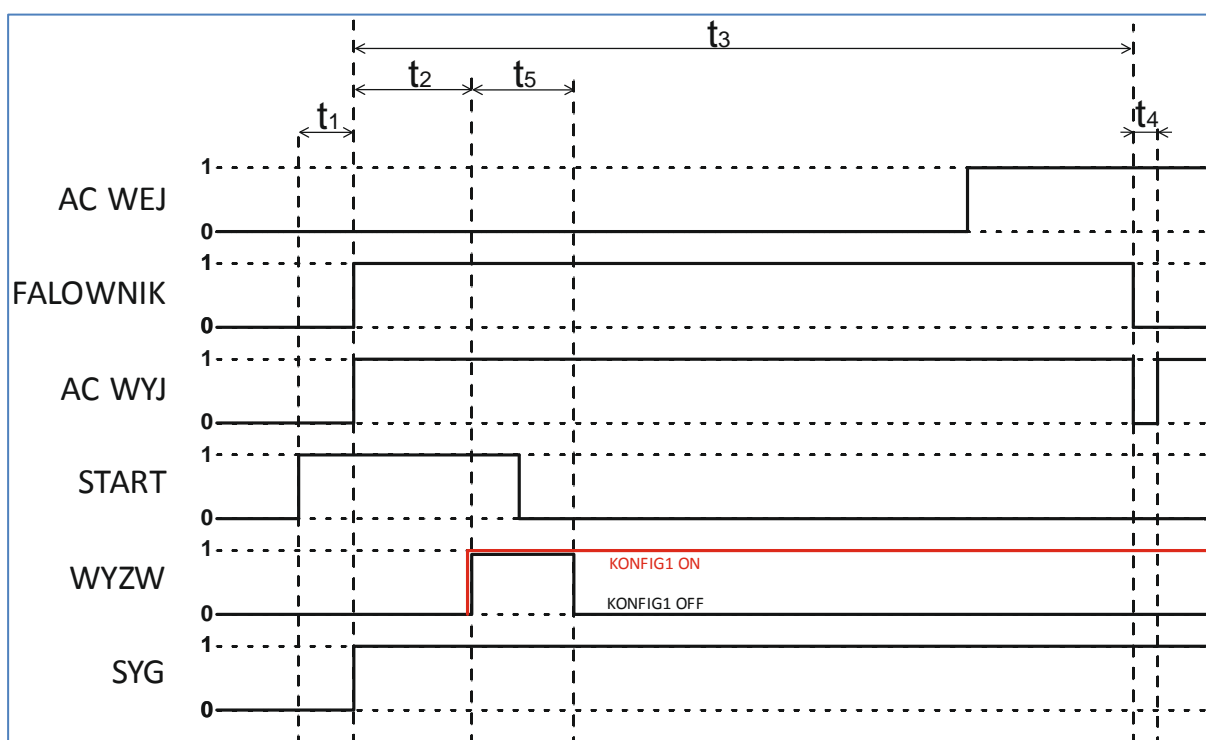 t3
t2
t5
t1
t4
1
AC WEJ
0
1
FALOWNIK
0
1
AC WYJ
0
1
START
0
1
KONFIG1 ON
WYZW
KONFIG1 OFF
0
1
SYG
0